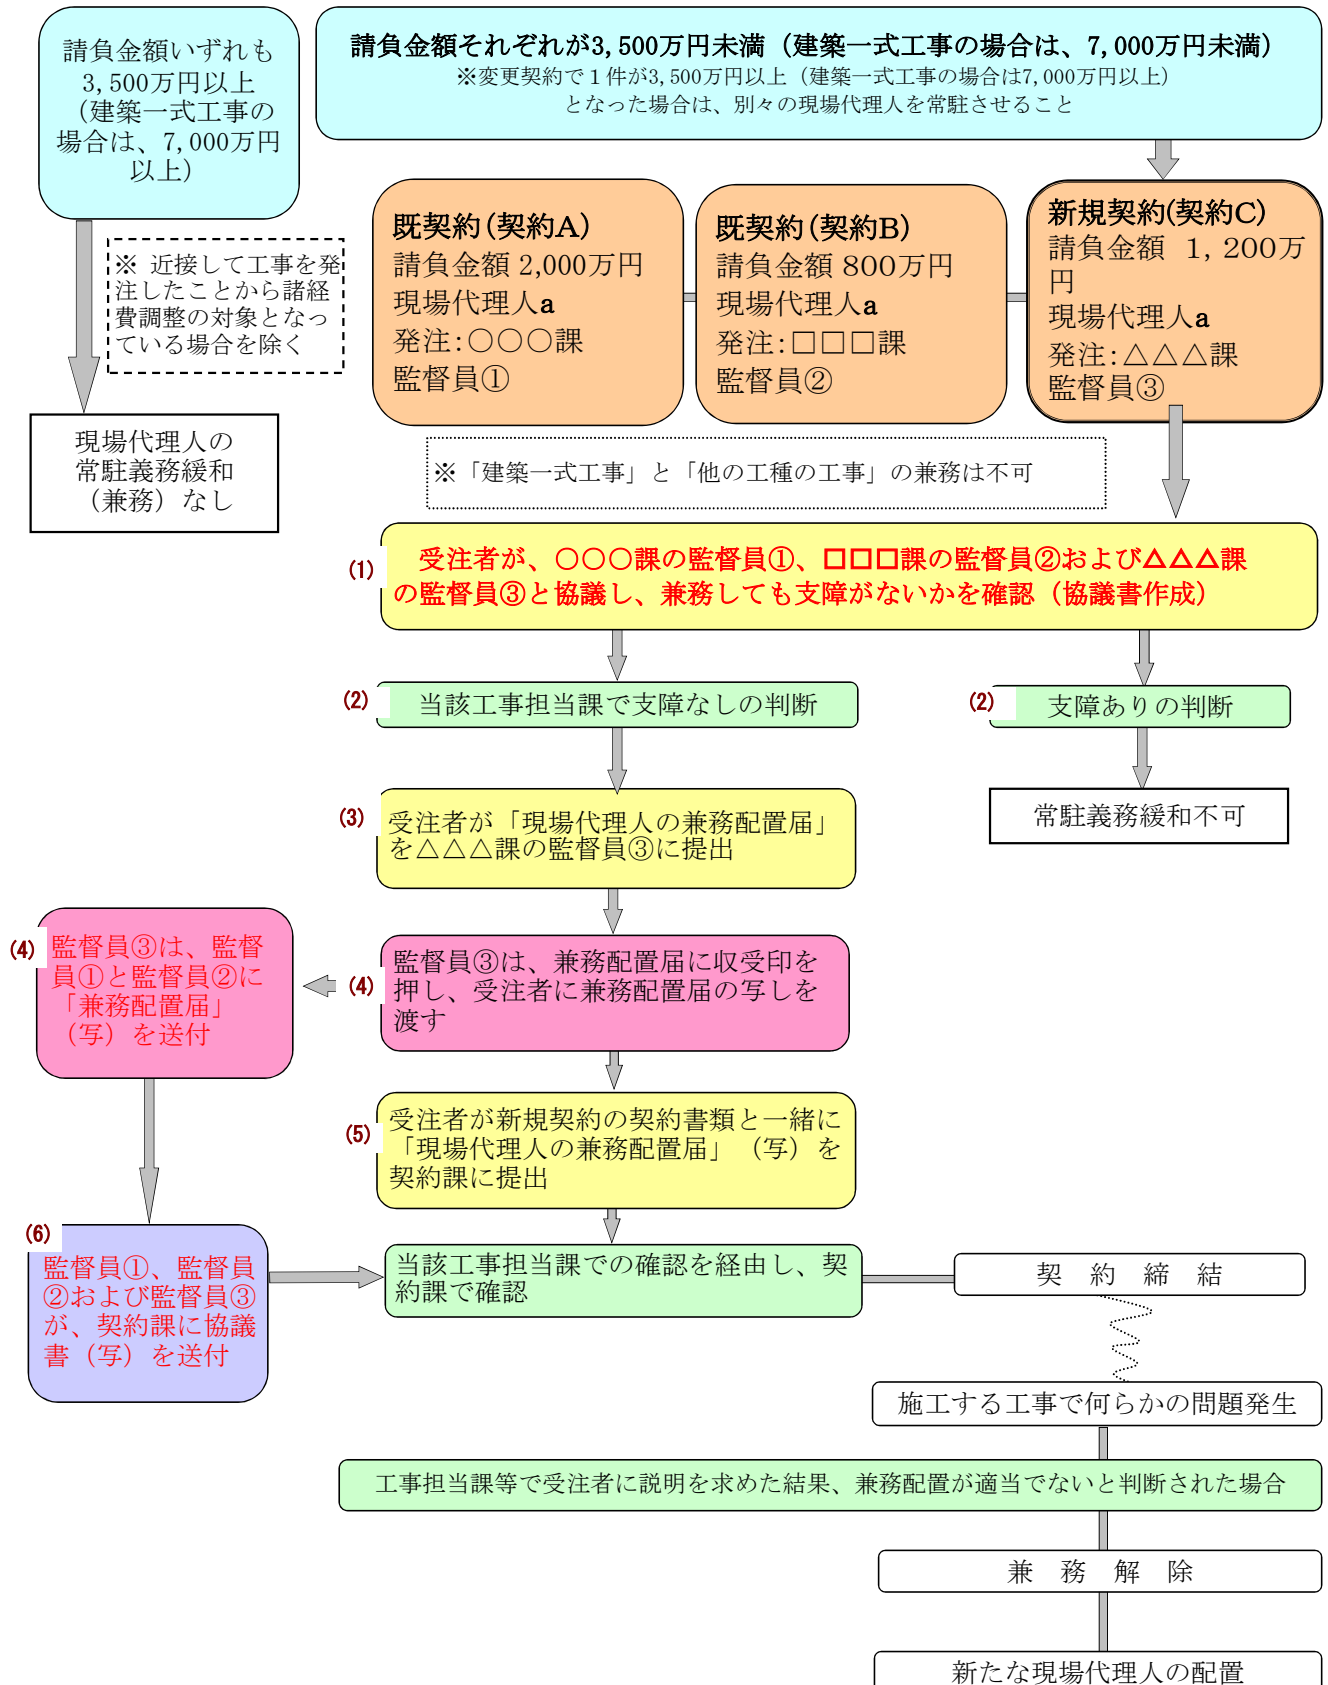 請負金額いずれも
3,500万円以上
（建築一式工事の
場合は、7,000万円
以上）
請負金額それぞれが3,500万円未満（建築一式工事の場合は、7,000万円未満）
※変更契約で１件が3,500万円以上（建築一式工事の場合は7,000万円以上）
となった場合は、別々の現場代理人を常駐させること
※ 近接して工事を発
注したことから諸経
費調整の対象となっ
ている場合を除く
現場代理人の
常駐義務緩和
（兼務）なし
既契約(契約A)
請負金額 2,000万円
現場代理人a
発注:○○○課
監督員①
既契約(契約B)
請負金額 800万円
現場代理人a
発注:□□□課
監督員②
新規契約(契約C)
請負金額 1,200万
円
現場代理人a
発注:△△△課
監督員③
※「建築一式工事」と「他の工種の工事」の兼務は不可
(1)
受注者が、○○○課の監督員①、□□□課の監督員②および△△△課
の監督員③と協議し、兼務しても支障がないかを確認（協議書作成）
(2)
当該工事担当課で支障なしの判断
(2)
支障ありの判断
常駐義務緩和不可
(3)
受注者が「現場代理人の兼務配置届」
を△△△課の監督員③に提出
(4)
監督員③は、兼務配置届に収受印を
押し、受注者に兼務配置届の写しを
渡す
(4)
監督員③は、監督
員①と監督員②に
「兼務配置届」
（写）を送付
(5)
受注者が新規契約の契約書類と一緒に
「現場代理人の兼務配置届」（写）を
契約課に提出
(6)
監督員①、監督員
②および監督員③
が、契約課に協議
書（写）を送付
当該工事担当課での確認を経由し、契
約課で確認
契　約　締　結
施工する工事で何らかの問題発生
工事担当課等で受注者に説明を求めた結果、兼務配置が適当でないと判断された場合
兼　務　解　除
新たな現場代理人の配置